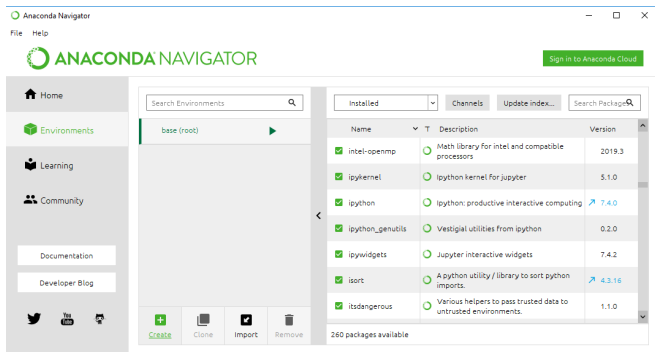 Anaconda Navigator
File Help
ANACONDA NAVIGATOR
Sign in to Anaconda Cloud
Home
Environments
Learning
Community
Documentation
Developer Blog
You
Tube
Search Environments
base (root)
Create
Clone
Import
Remove
Installed
Channels
Update index...
Search Packages
Name T Description Version
intel-openmp Math library for intel and compatible processors 2019.3
ipykernel Ipython kernel for jupyter 5.1.0
ipython Ipython: productive interactive computing 7.4.0
ipython_genutils Vestigial utilities from ipython 0.2.0
ipywidgets Jupyter interactive widgets 7.4.2
isort A python utility / library to sort python imports. 4.3.16
itsdangerous Various helpers to pass trusted data to untrusted environments. 1.1.0
260 packages available